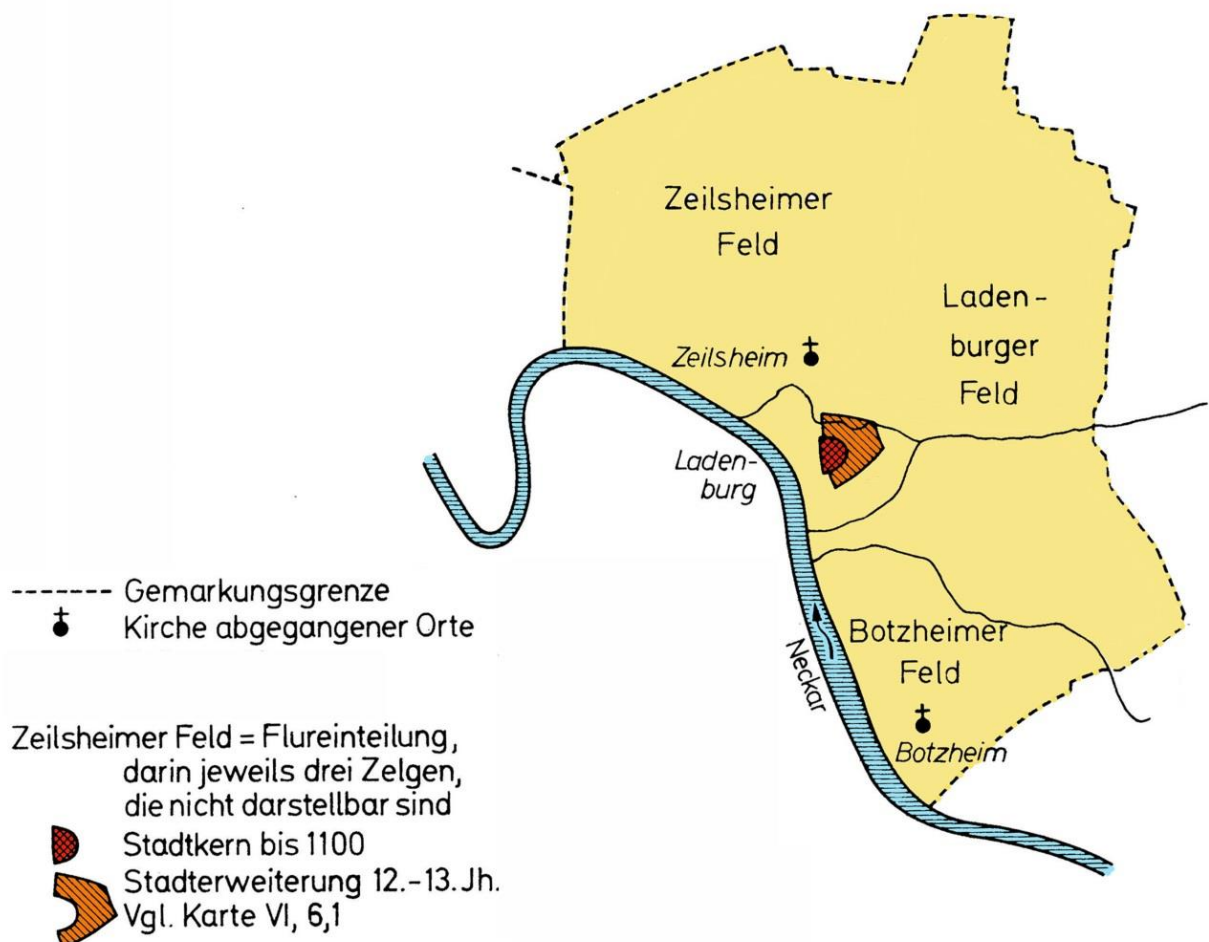 Zeilsheimer
Feld
Laden-
burger
Feld
Zeilsheim
Laden-
burg
Neckar
Botzheimer
Feld
Botzheim
Gemarkungsgrenze
Kirche abgegangener Orte
Zeilsheimer Feld = Flureinteilung,
darin jeweils drei Zelgen,
die nicht darstellbar sind
Stadtkern bis 1100
Stadterweiterung 12.-13. Jh.
Vgl. Karte VI, 6,1